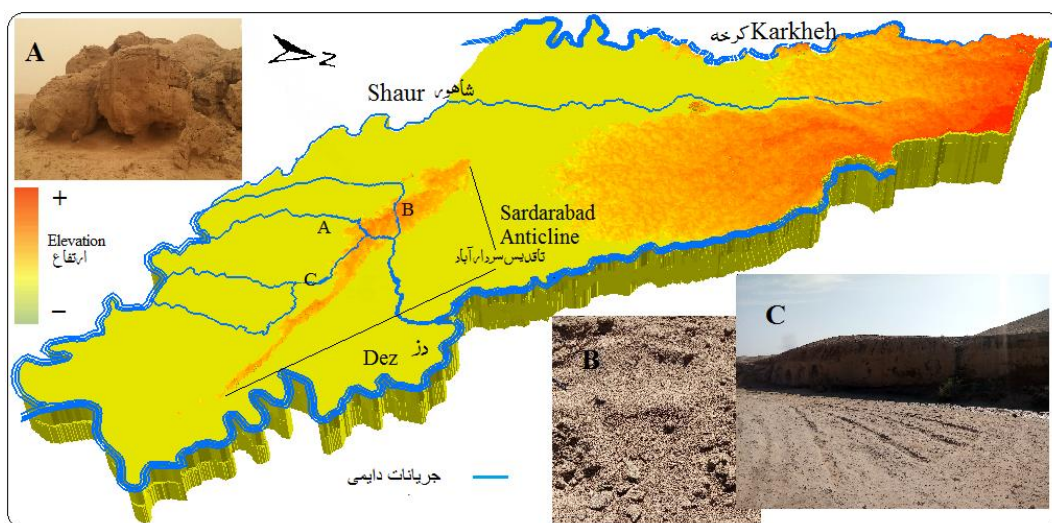 A
Karkheh کرخه
Shaur شاهور
+
Elevation
ارتفاع
−
Z
A
B
C
Sardarabad
Anticline
تاقدیس سردارآباد
Dez دز
B
C
جریانات دایمی